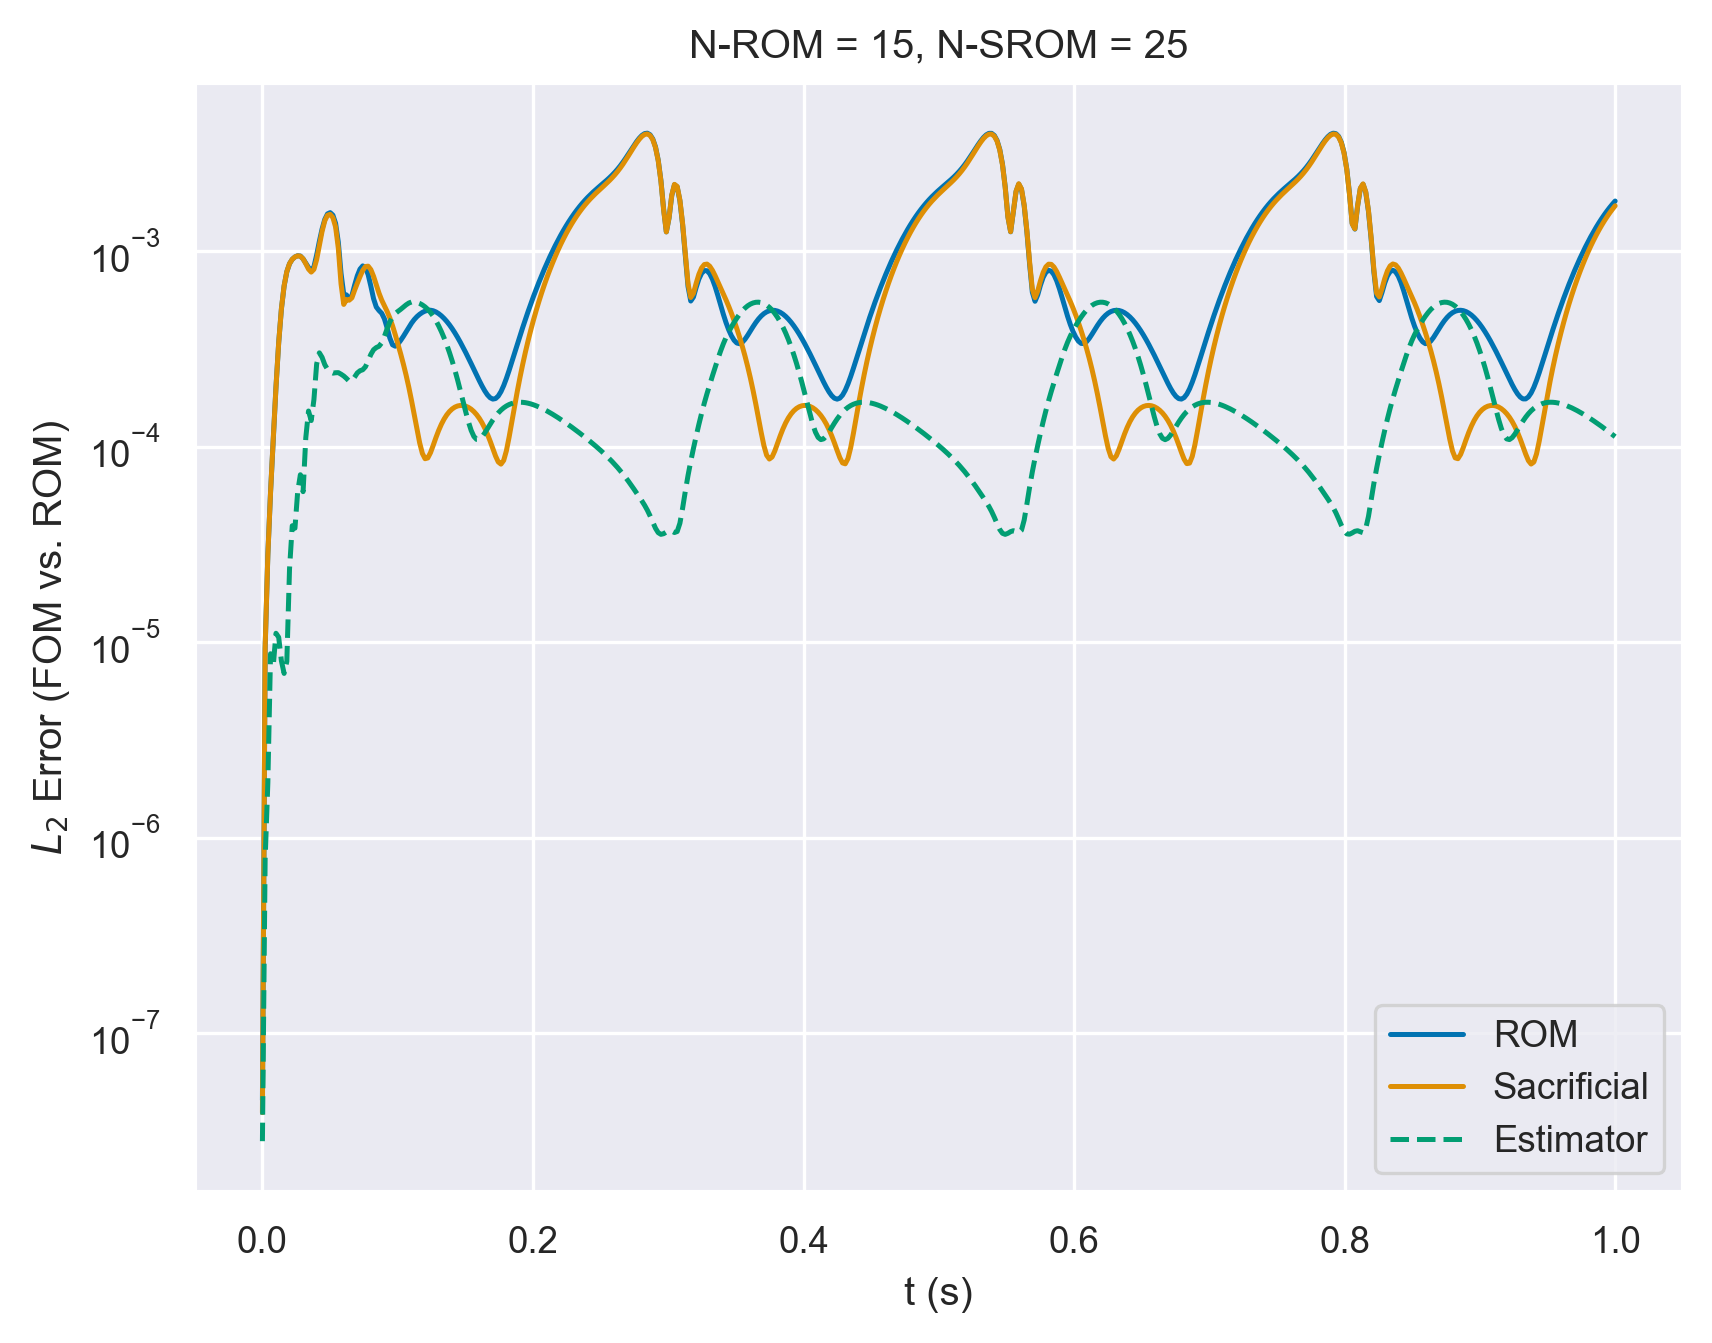 N-ROM = 15, N-SROM = 25
L₂ Error (FOM vs. ROM)
10⁻³
10⁻⁴
10⁻⁵
10⁻⁶
10⁻⁷
ROM
Sacrificial
Estimator
0.0 0.2 0.4 0.6 0.8 1.0
t (s)